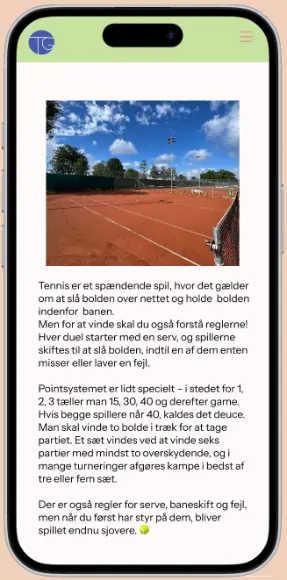 TG
Tennis er et spændende spil, hvor det gælder
om at slå bolden over nettet og holde bolden
indenfor banen.
Men for at vinde skal du også forstå reglerne!
Hver duel starter med en serv, og spillerne
skiftes til at slå bolden, indtil en af dem enten
misser eller laver en fejl.
Pointsystemet er lidt specielt – i stedet for 1,
2, 3 tæller man 15, 30, 40 og derefter game.
Hvis begge spillere når 40, kaldes det deuce.
Man skal vinde to bolde i træk for at tage
partiet. Et sæt vindes ved at vinde seks
partier med mindst to overskydende, og i
mange turneringer afgøres kampe i bedst af
tre eller fem sæt.
Der er også regler for serve, baneskift og fejl,
men når du først har styr på dem, bliver
spillet endnu sjovere. 🎾